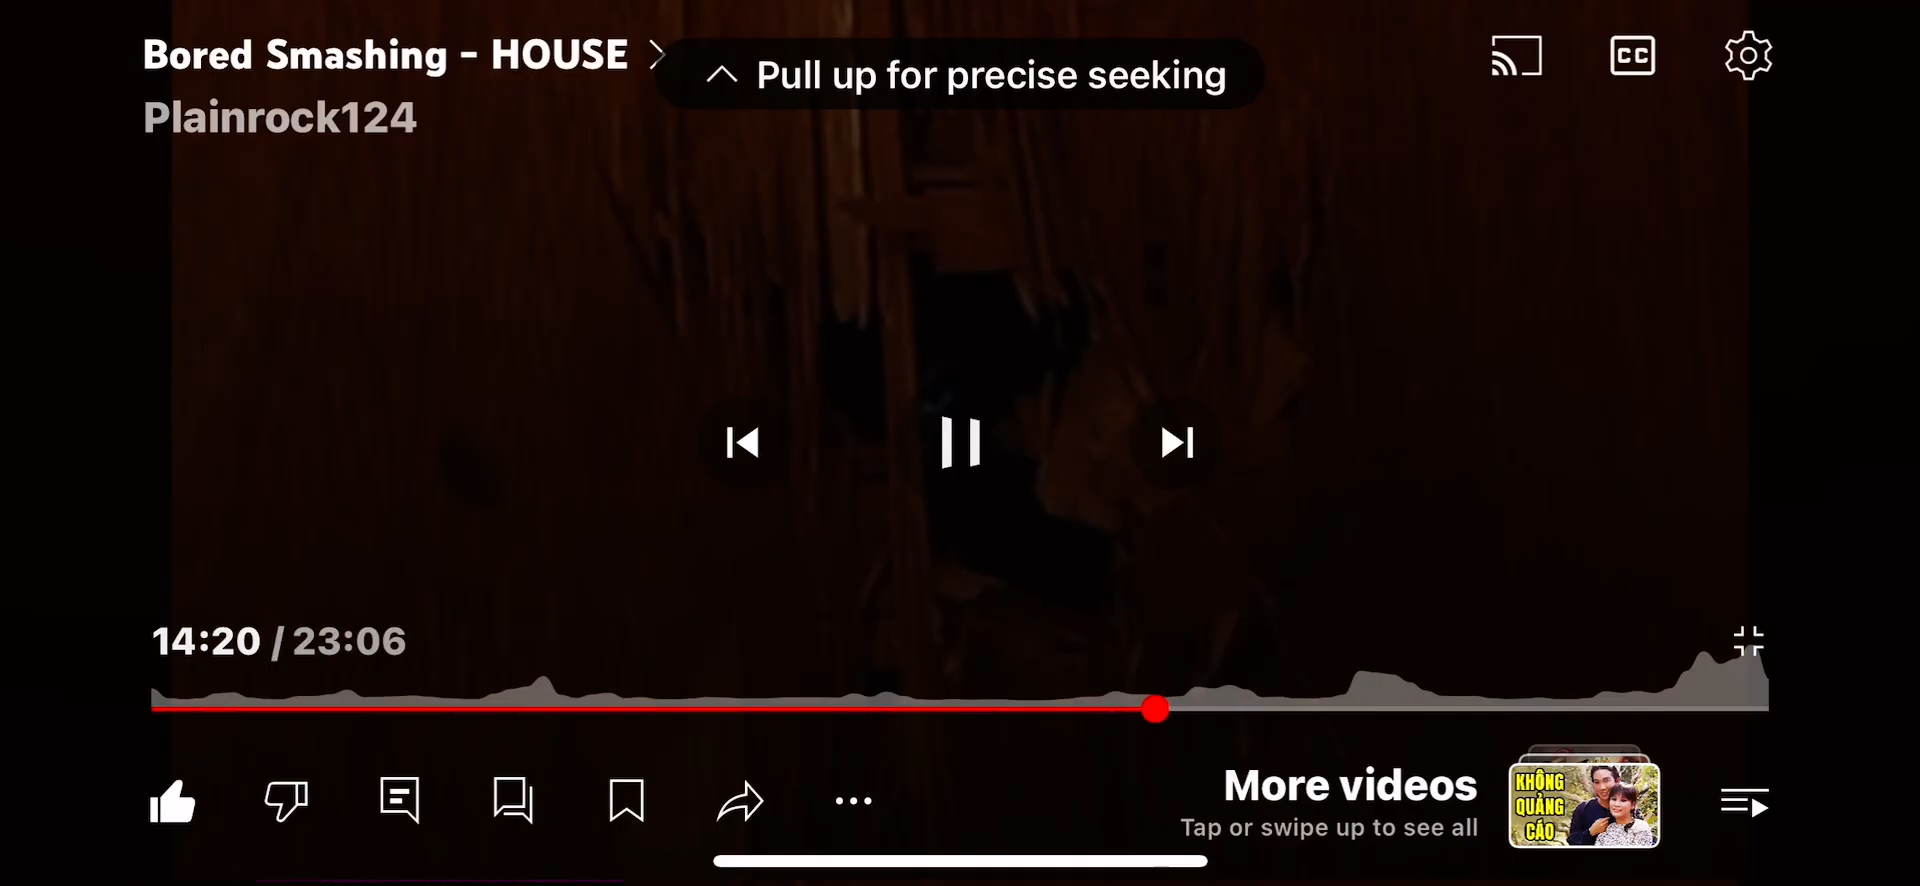 Bored Smashing - HOUSE
Pull up for precise seeking
CC
Plainrock124
14:20 / 23:06
More videos
Tap or swipe up to see all
KHÔNG
QUẢNG
CÁO